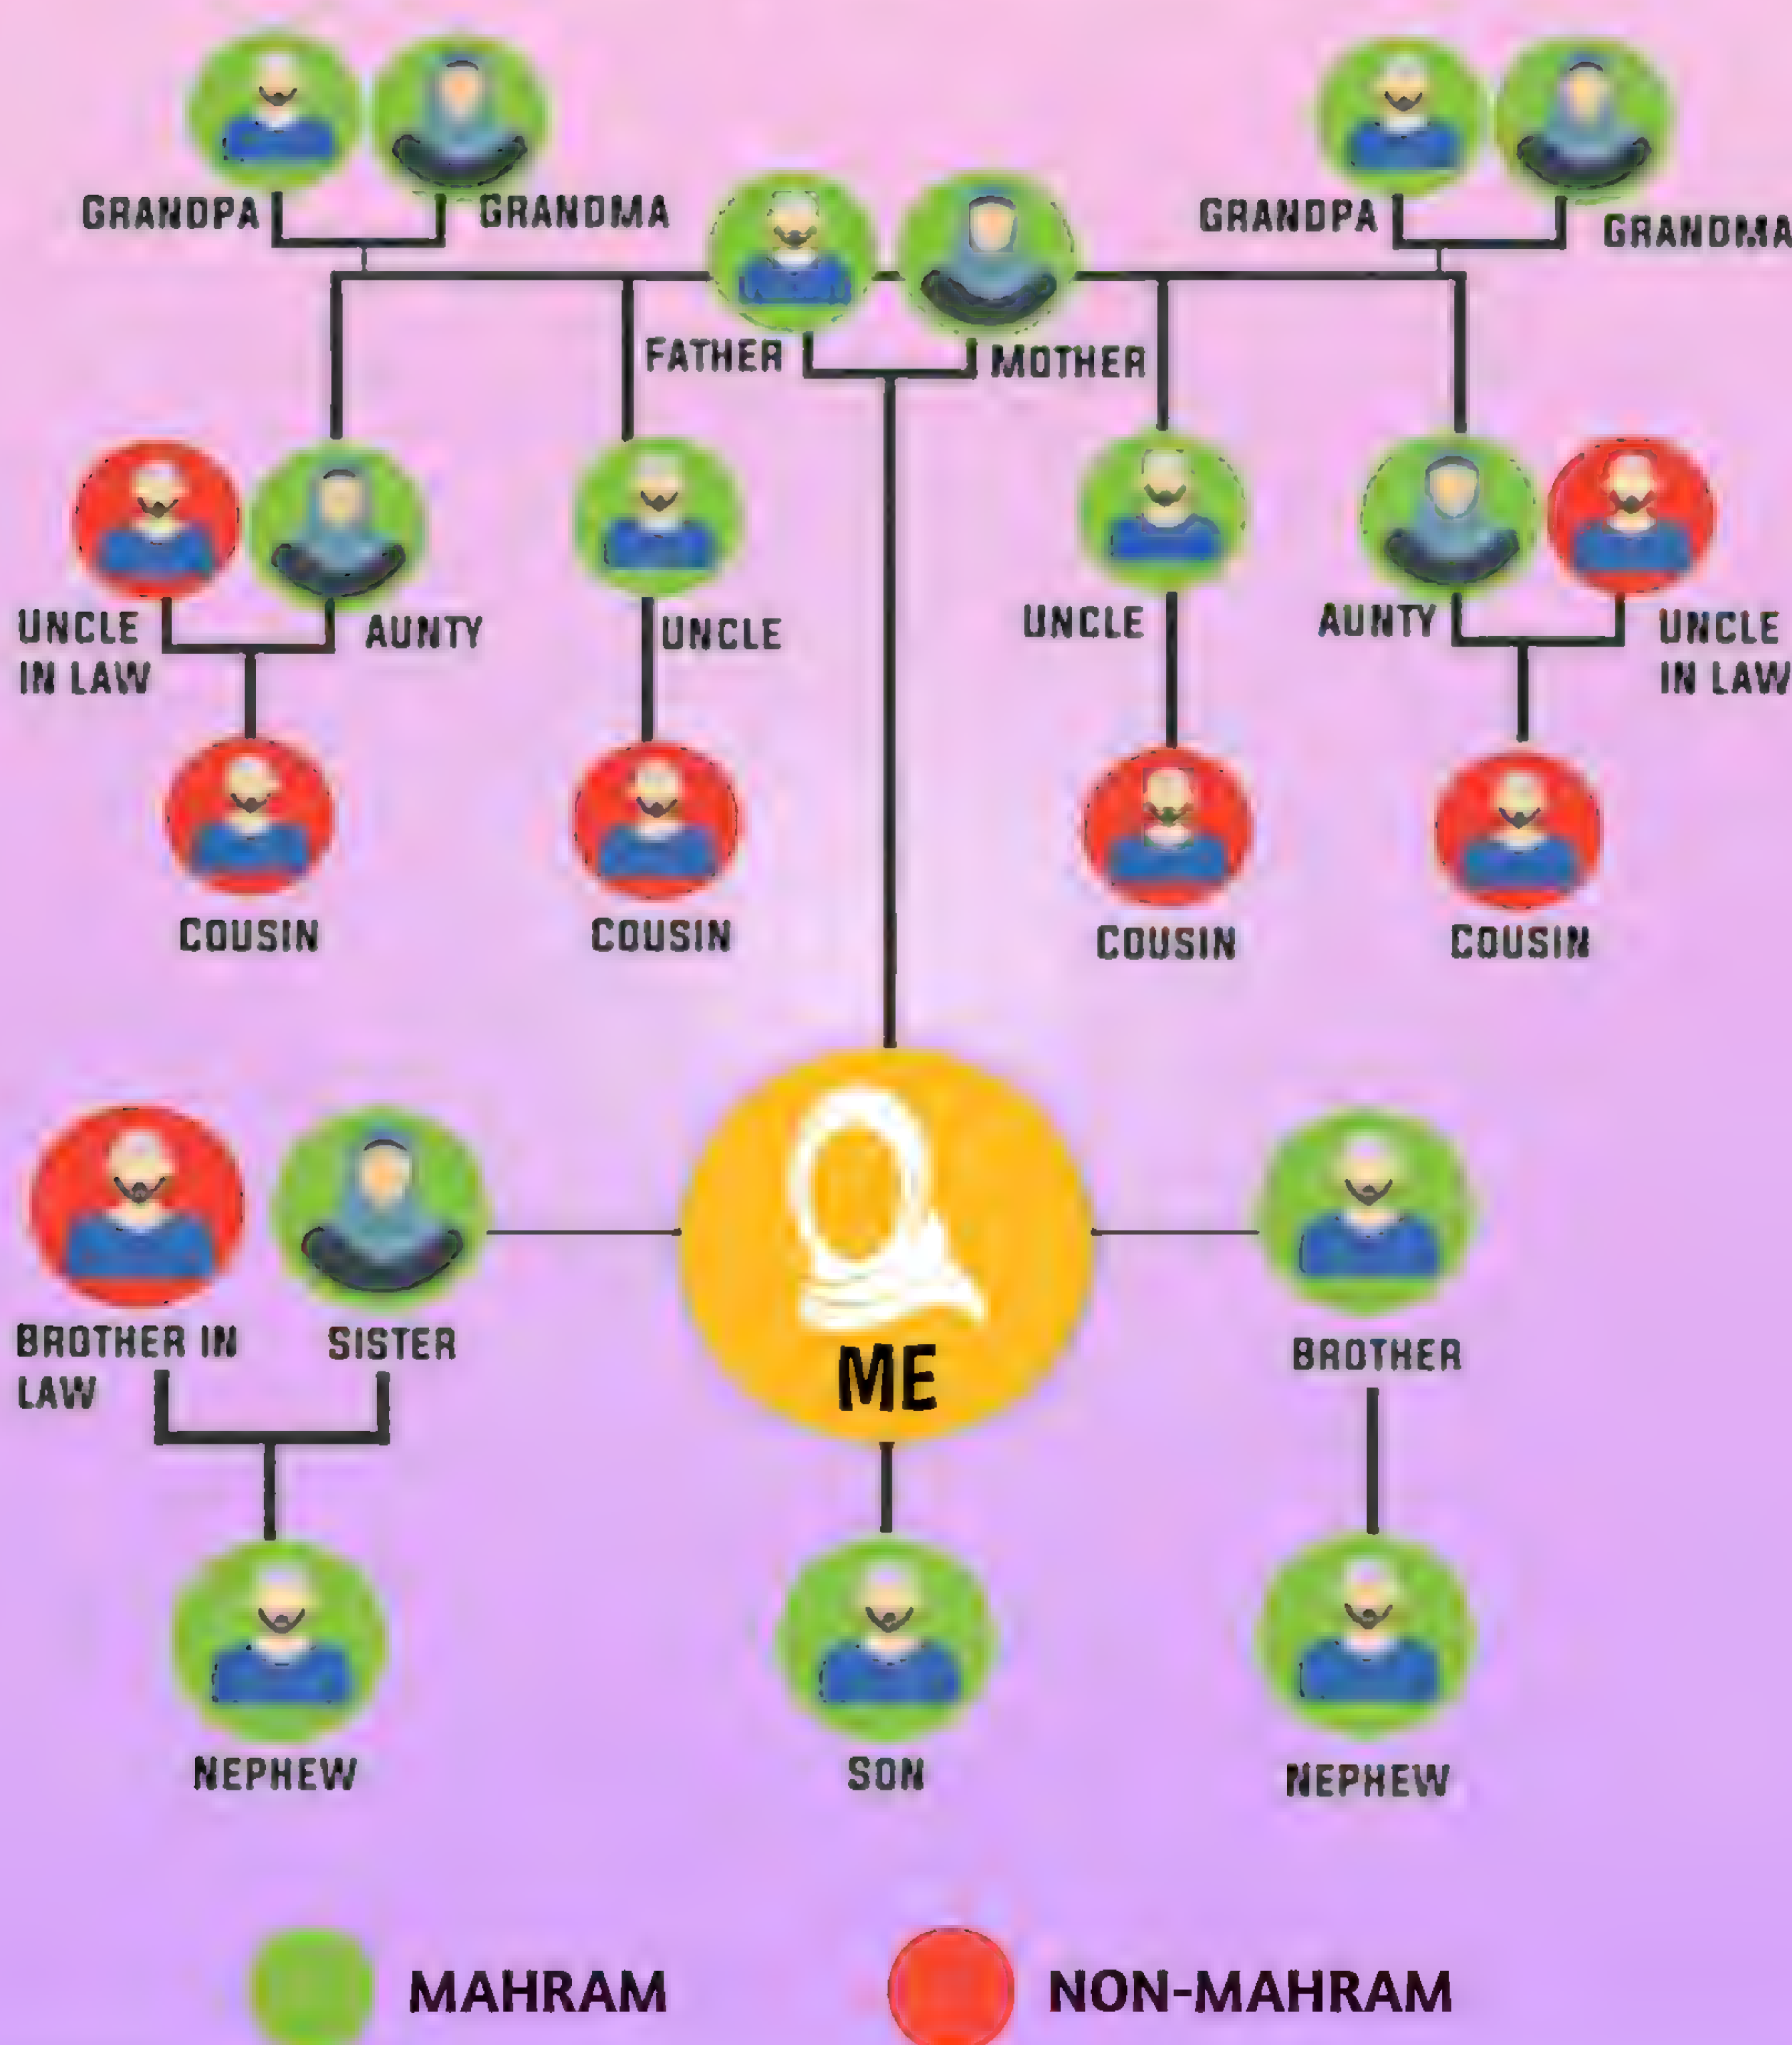 GRANDPA
GRANDMA
GRANDPA
GRANDMA
FATHER
MOTHER
UNCLE
IN LAW
AUNTY
UNCLE
UNCLE
AUNTY
UNCLE
IN LAW
COUSIN
COUSIN
COUSIN
COUSIN
BROTHER IN
LAW
SISTER
ME
BROTHER
NEPHEW
SON
NEPHEW
MAHRAM
NON-MAHRAM